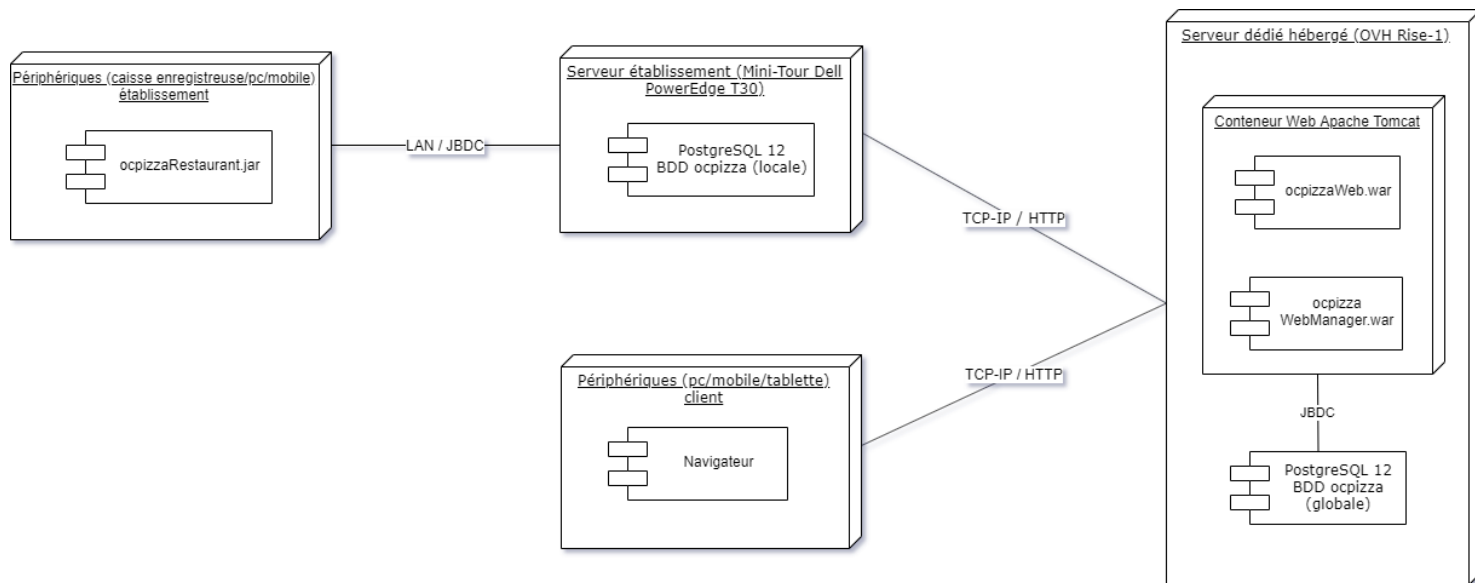 Périphériques (caisse enregistreuse/pc/mobile)
établissement
ocpizzaRestaurant.jar
LAN / JBDC
Serveur établissement (Mini-Tour Dell
PowerEdge T30)
PostgreSQL 12
BDD ocpizza (locale)
TCP-IP / HTTP
Périphériques (pc/mobile/tablette)
client
Navigateur
TCP-IP / HTTP
Serveur dédié hébergé (OVH Rise-1)
Conteneur Web Apache Tomcat
ocpizzaWeb.war
ocpizza
WebManager.war
JBDC
PostgreSQL 12
BDD ocpizza
(globale)